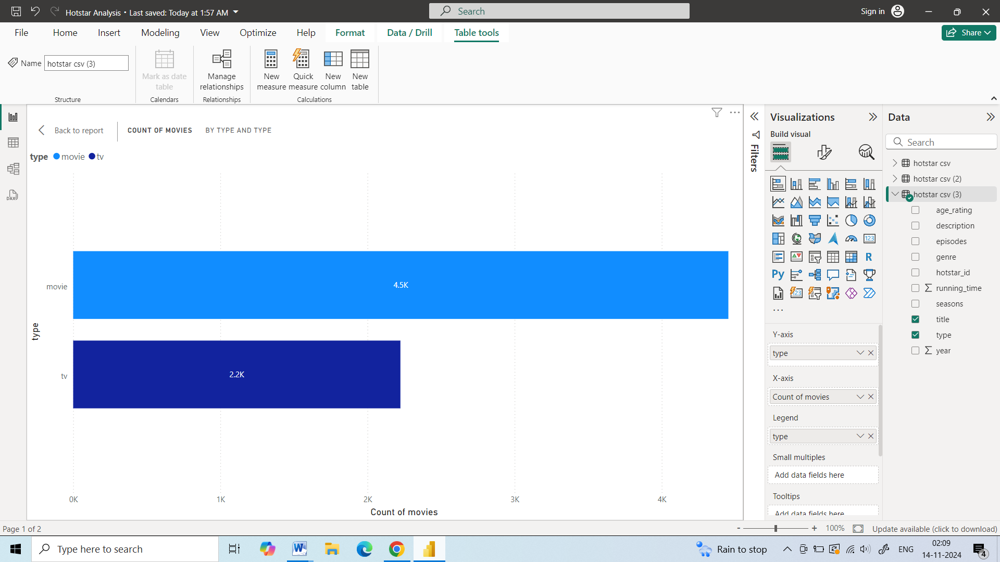 Hotstar Analysis • Last saved: Today at 1:57 AM
Search
Sign in
File Home Insert Modeling View Optimize Help Format Data / Drill Table tools
Share
Name hotstar csv (3)
Mark as date table
Manage relationships
New measure
Quick measure
New column
New table
Structure
Calendars
Relationships
Calculations
Back to report
COUNT OF MOVIES BY TYPE AND TYPE
type movie tv
movie
4.5K
tv
2.2K
type
0K 1K 2K 3K 4K
Count of movies
Filters
Visualizations
Build visual
123
R
Py
123
...
Y-axis
type
X-axis
Count of movies
Legend
type
Small multiples
Add data fields here
Tooltips
Add data fields here
Data
Search
hotstar csv
hotstar csv (2)
hotstar csv (3)
age_rating
description
episodes
genre
hotstar_id
Σ running_time
seasons
title
type
Σ year
DAX
Page 1 of 2
- + 100%
Update available (click to download)
Type here to search
W
Rain to stop
ENG
02:09
14-11-2024
4